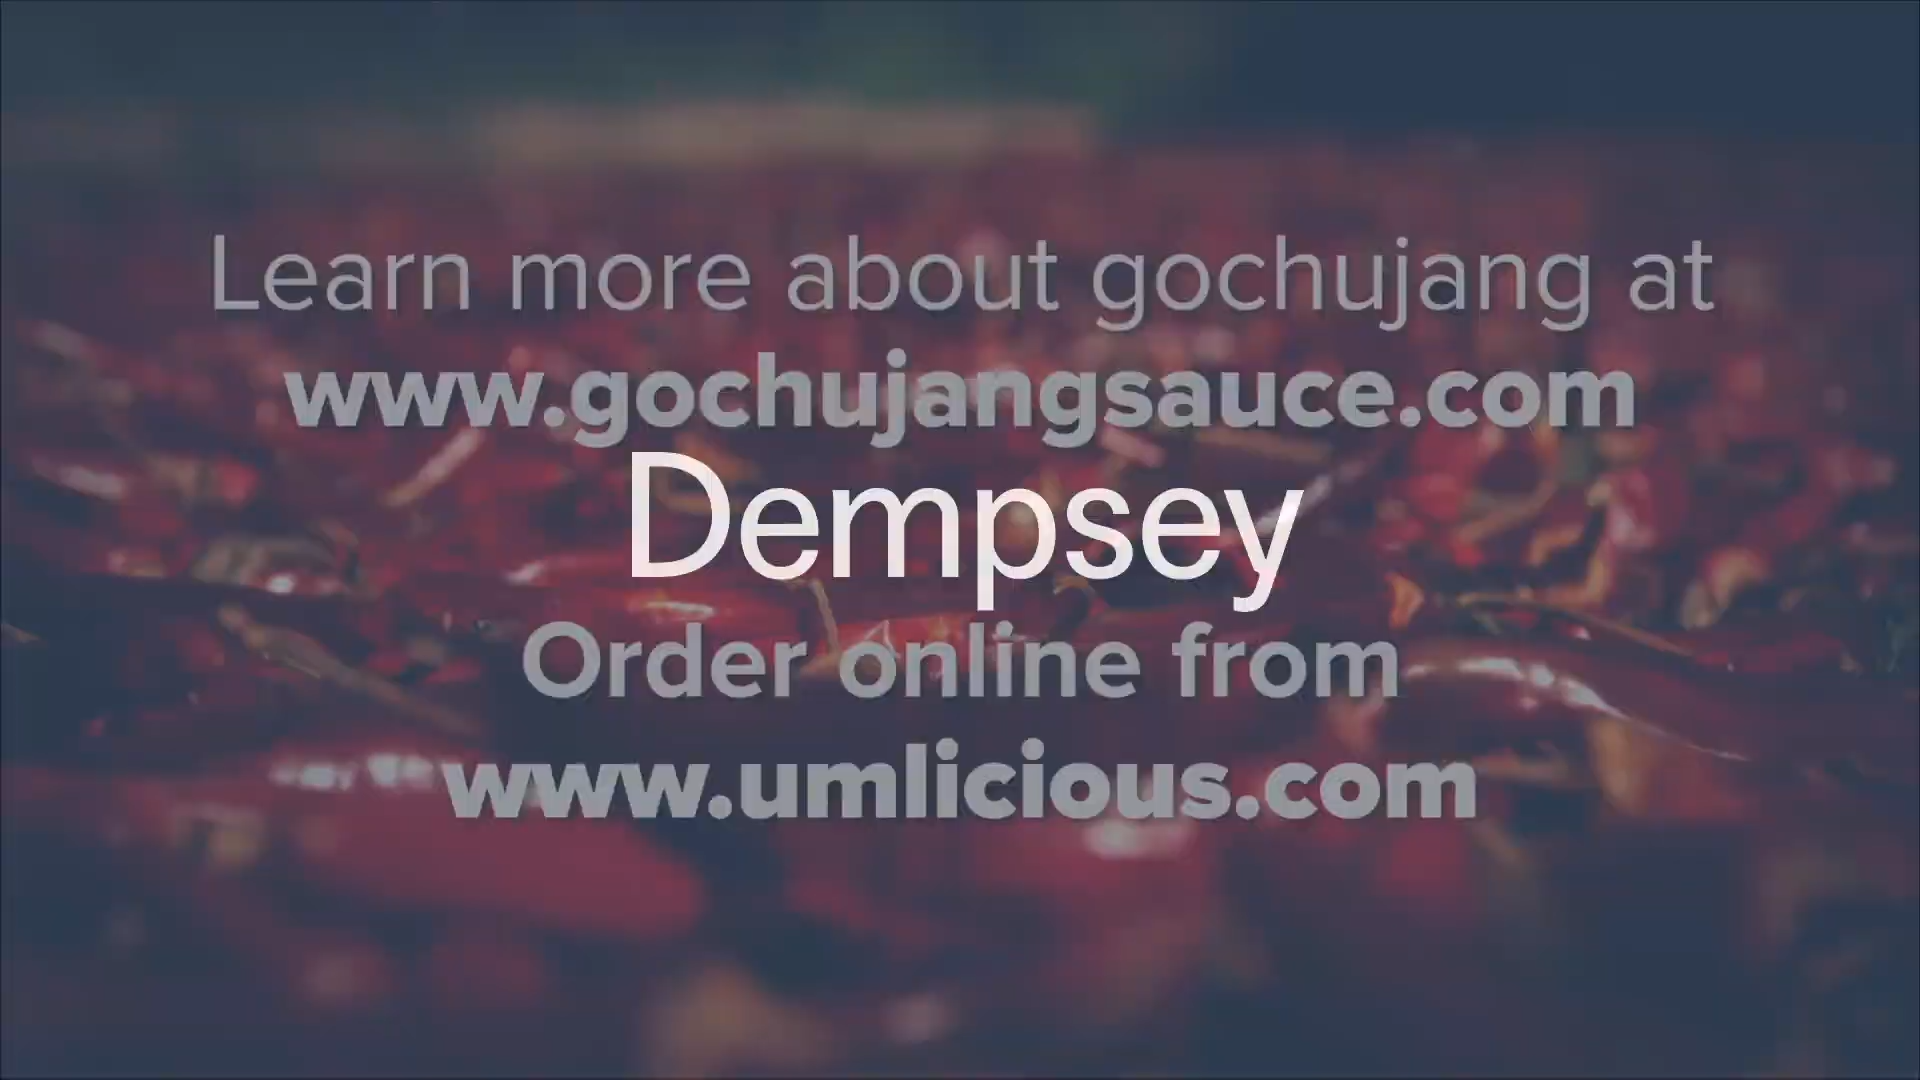 Learn more about gochujang at
www.gochujangsauce.com
Dempsey
Order online from
www.umlicious.com